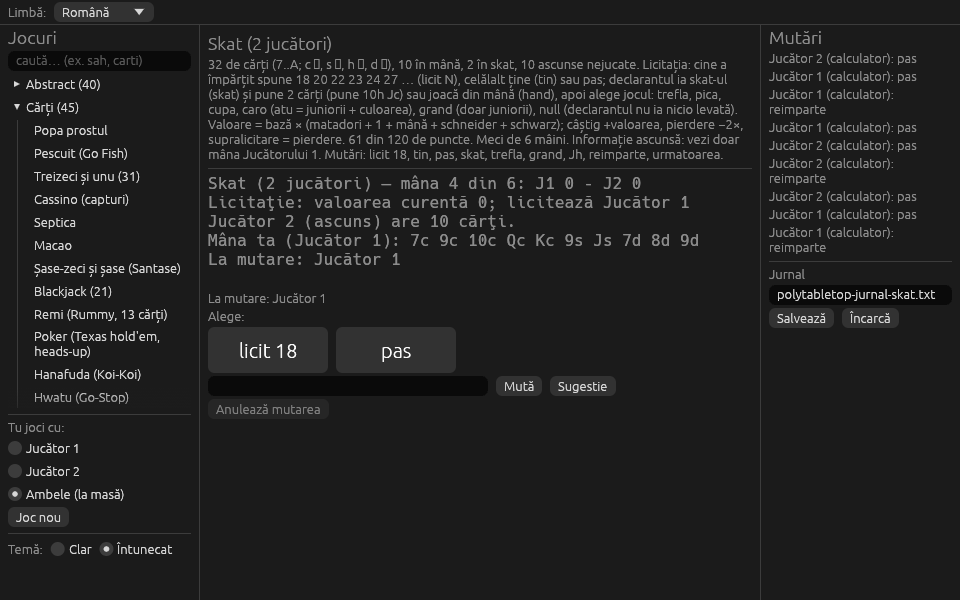 Limbă: Română
Jocuri
caută... (ex. sah, carti)
Abstract (40)
Cărți (45)
Popa prostul
Pescuit (Go Fish)
Treizeci și unu (31)
Cassino (capturi)
Septica
Macao
Șase-zeci și șase (Santase)
Blackjack (21)
Remi (Rummy, 13 cărți)
Poker (Texas hold'em,
heads-up)
Hanafuda (Koi-Koi)
Hwatu (Go-Stop)
Tu joci cu:
Jucător 1
Jucător 2
Ambele (la masă)
Joc nou
Temă: Clar Întunecat
Skat (2 jucători)
32 de cărți (7..A; c □, s □, h □, d □), 10 în mână, 2 în skat, 10 ascunse nejucate. Licitația: cine a
împărțit spune 18 20 22 23 24 27 ... (licit N), celălalt ține (tin) sau pas; declarantul ia skat-ul
(skat) și pune 2 cărți (pune 10h Jc) sau joacă din mână (hand), apoi alege jocul: trefla, pica,
cupa, caro (atu = juniorii + culoarea), grand (doar juniorii), null (declarantul nu ia nicio levată).
Valoare = bază × (matadori + 1 + mână + schneider + schwarz); câștig +valoarea, pierdere −2×,
supralicitare = pierdere. 61 din 120 de puncte. Meci de 6 mâini. Informație ascunsă: vezi doar
mâna Jucătorului 1. Mutări: licit 18, tin, pas, skat, trefla, grand, Jh, reimparte, urmatoarea.
Skat (2 jucători) — mâna 4 din 6: J1 0 - J2 0
Licitație: valoarea curentă 0; licitează Jucător 1
Jucător 2 (ascuns) are 10 cărți.
Mâna ta (Jucător 1): 7c 9c 10c Qc Kc 9s Js 7d 8d 9d
La mutare: Jucător 1
La mutare: Jucător 1
Alege:
licit 18 pas
Mută Sugestie
Anulează mutarea
Mutări
Jucător 2 (calculator): pas
Jucător 1 (calculator): pas
Jucător 1 (calculator):
reimparte
Jucător 1 (calculator): pas
Jucător 2 (calculator): pas
Jucător 2 (calculator):
reimparte
Jucător 2 (calculator): pas
Jucător 1 (calculator): pas
Jucător 1 (calculator):
reimparte
Jurnal
polytabletop-jurnal-skat.txt
Salvează Încarcă